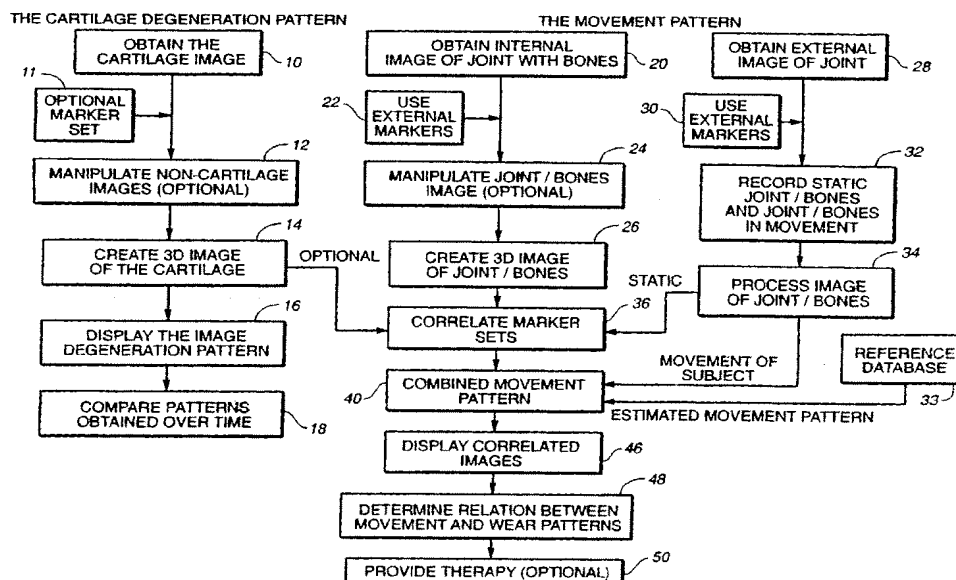 THE CARTILAGE DEGENERATION PATTERN
OBTAIN THE
CARTILAGE IMAGE
10
11
OPTIONAL
MARKER
SET
12
MANIPULATE NON-CARTILAGE
IMAGES (OPTIONAL)
14
CREATE 3D IMAGE
OF THE CARTILAGE
OPTIONAL
16
DISPLAY THE IMAGE
DEGENERATION PATTERN
COMPARE PATTERNS
OBTAINED OVER TIME
18
THE MOVEMENT PATTERN
OBTAIN INTERNAL
IMAGE OF JOINT WITH BONES
20
22
USE
EXTERNAL
MARKERS
24
MANIPULATE JOINT / BONES
IMAGE (OPTIONAL)
26
CREATE 3D IMAGE
OF JOINT / BONES
CORRELATE MARKER
SETS
36
COMBINED MOVEMENT
PATTERN
40
DISPLAY CORRELATED
IMAGES
46
48
DETERMINE RELATION BETWEEN
MOVEMENT AND WEAR PATTERNS
50
PROVIDE THERAPY (OPTIONAL)
OBTAIN EXTERNAL
IMAGE OF JOINT
28
30
USE
EXTERNAL
MARKERS
32
RECORD STATIC
JOINT / BONES
AND JOINT / BONES
IN MOVEMENT
34
PROCESS IMAGE
OF JOINT / BONES
STATIC
MOVEMENT OF
SUBJECT
REFERENCE
DATABASE
33
ESTIMATED MOVEMENT PATTERN